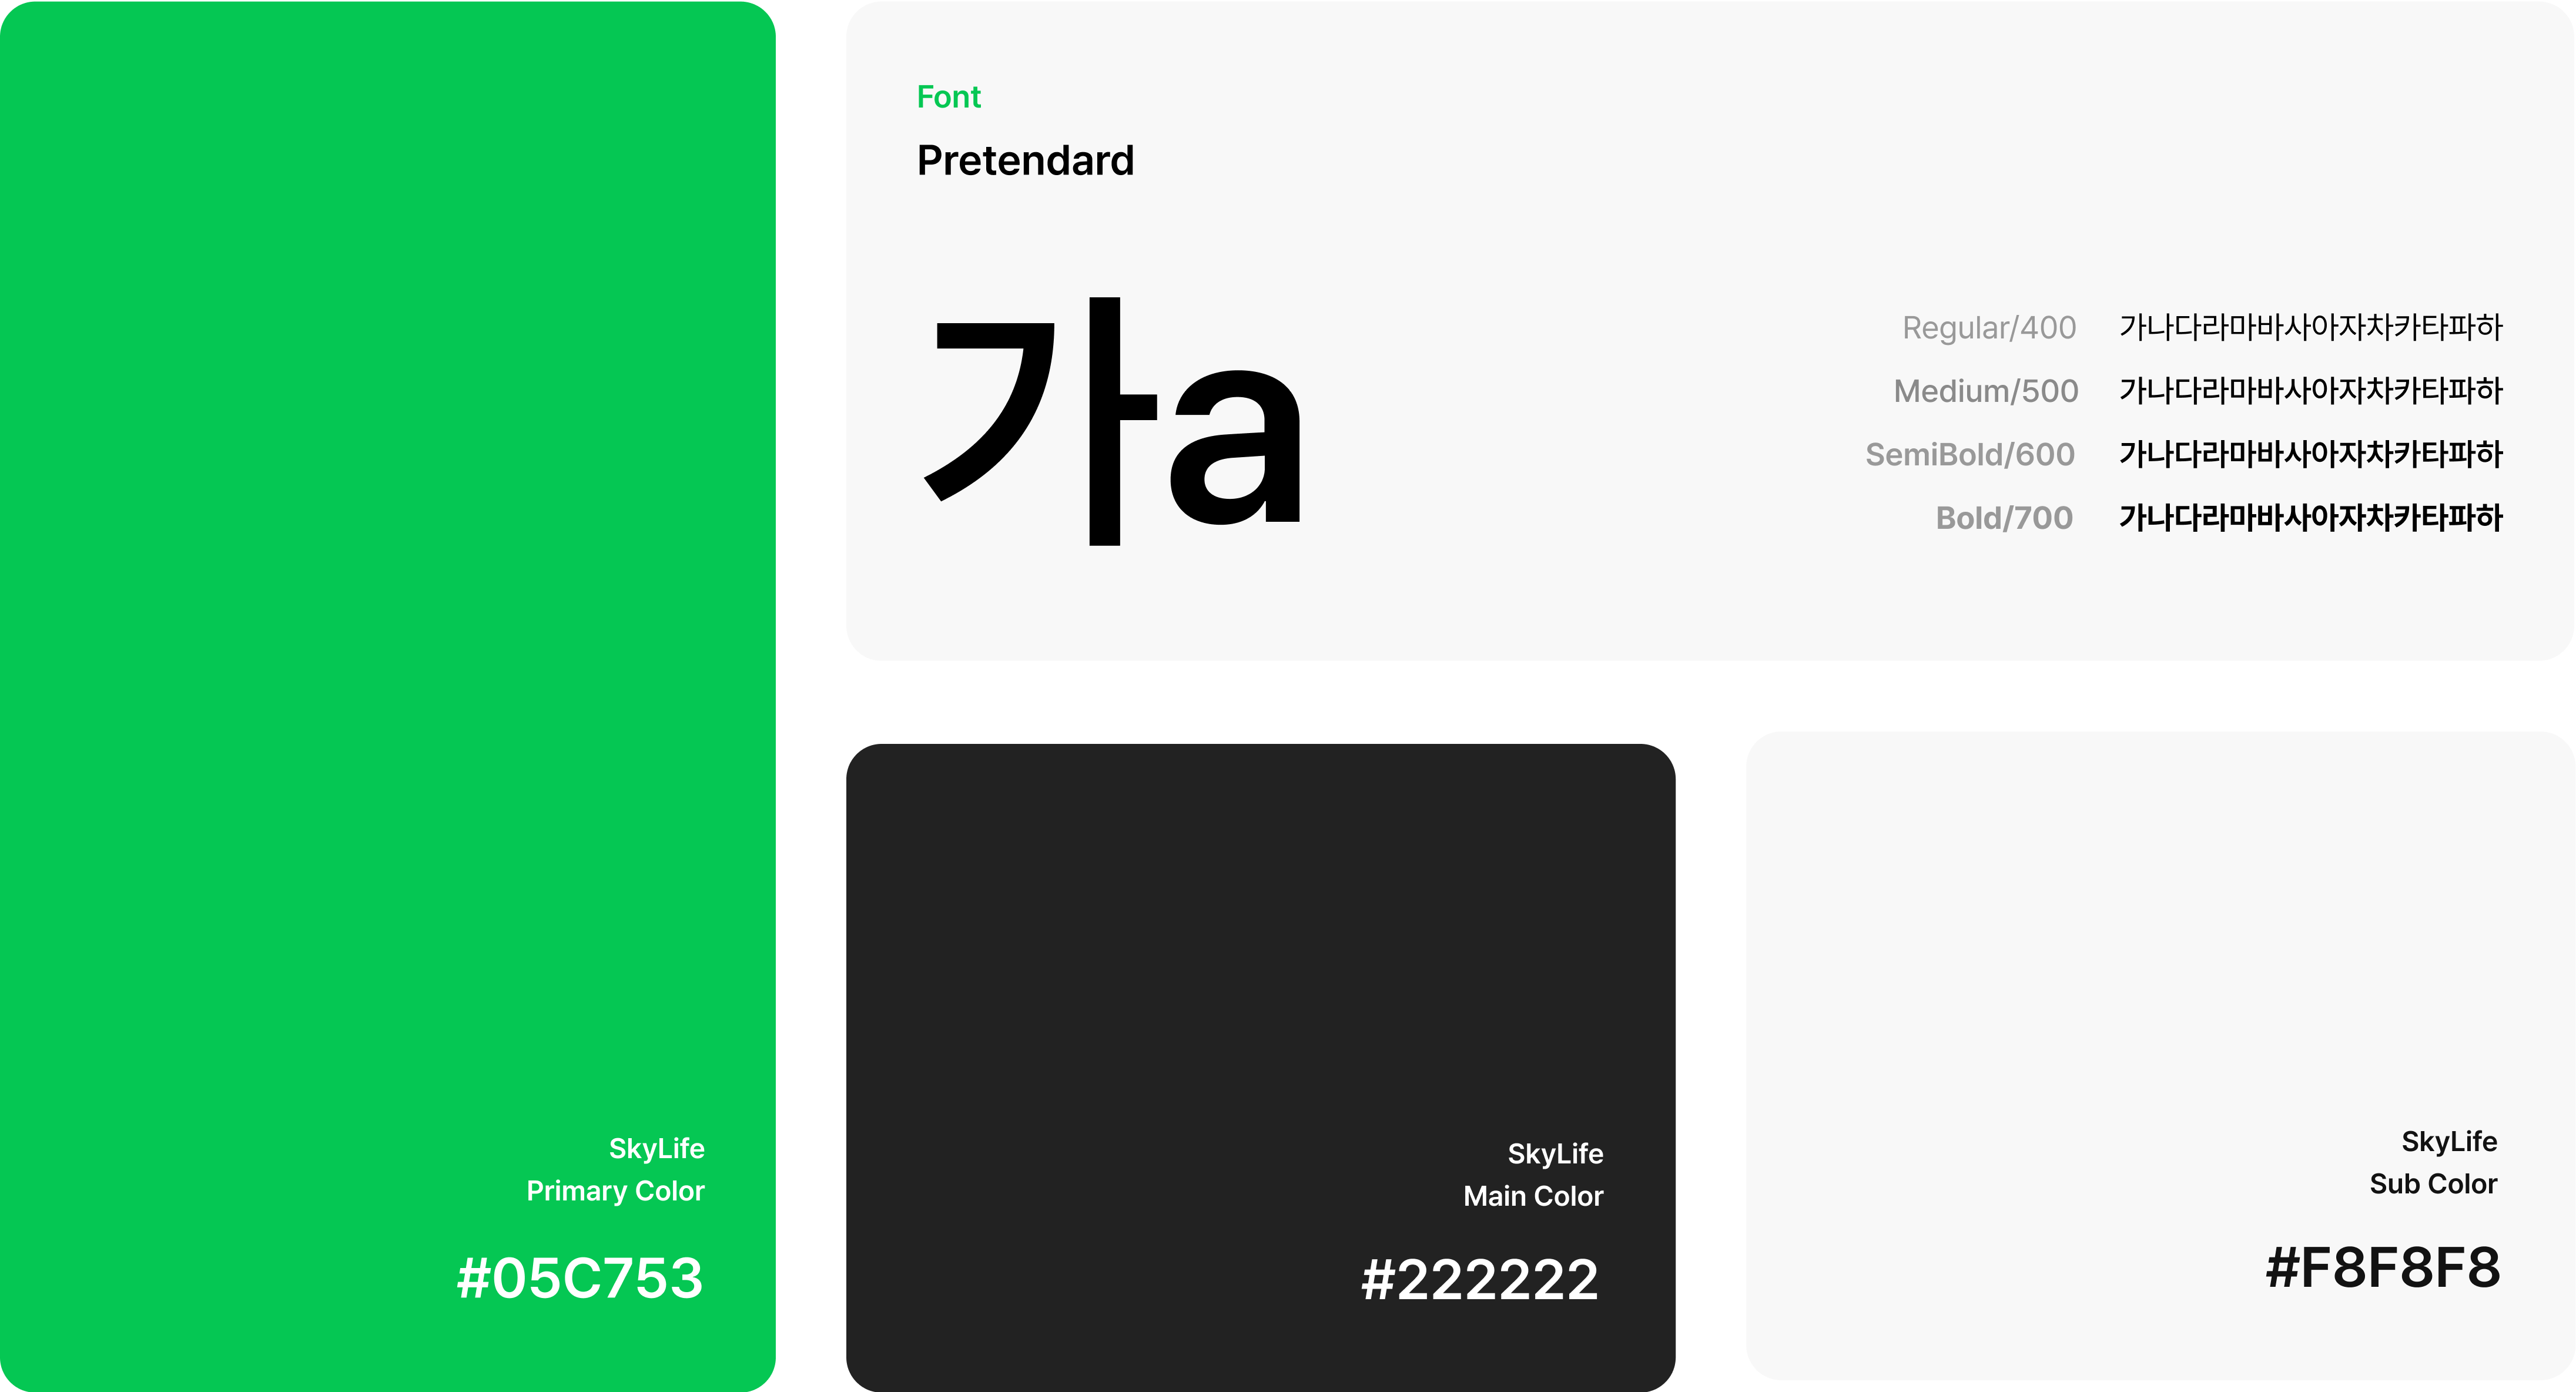 Font
Pretendard
가a
Regular/400 가나다라마바사아자차카타파하
Medium/500 가나다라마바사아자차카타파하
SemiBold/600 가나다라마바사아자차카타파하
Bold/700 가나다라마바사아자차카타파하
SkyLife
Primary Color
#05C753
SkyLife
Main Color
#222222
SkyLife
Sub Color
#F8F8F8